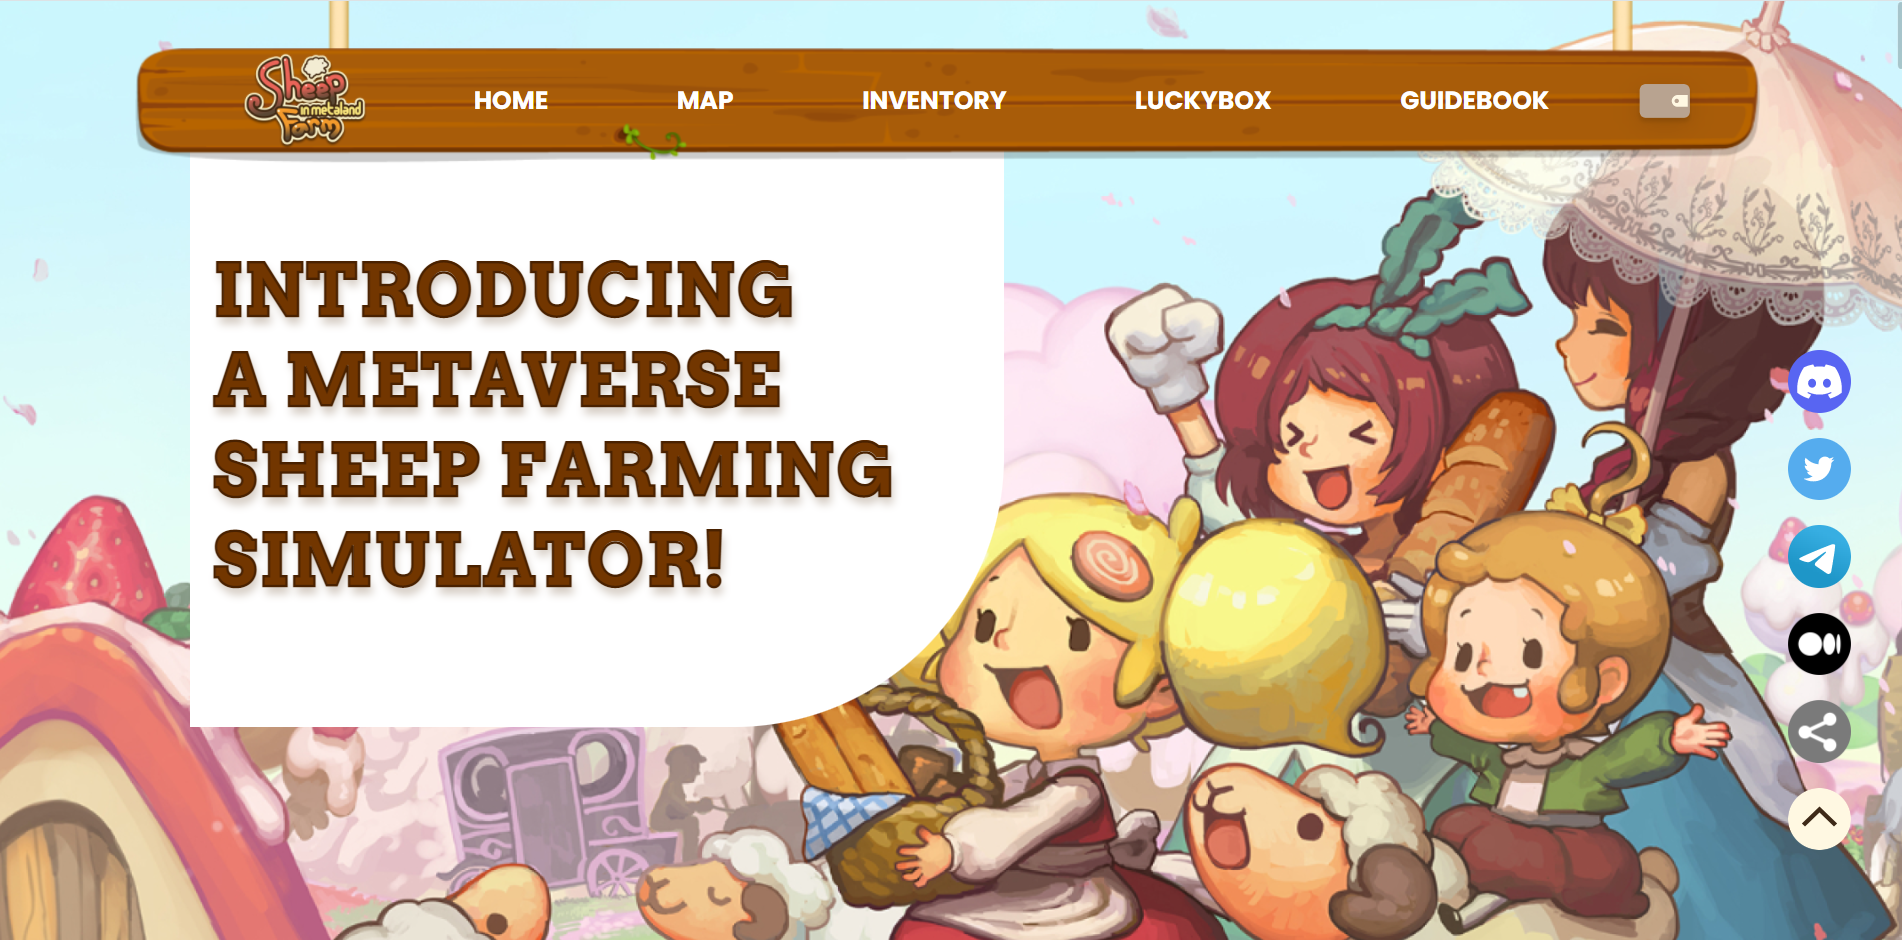 Sheep
in metaland
Farm
HOME
MAP
INVENTORY
LUCKYBOX
GUIDEBOOK
INTRODUCING
A METAVERSE
SHEEP FARMING
SIMULATOR!